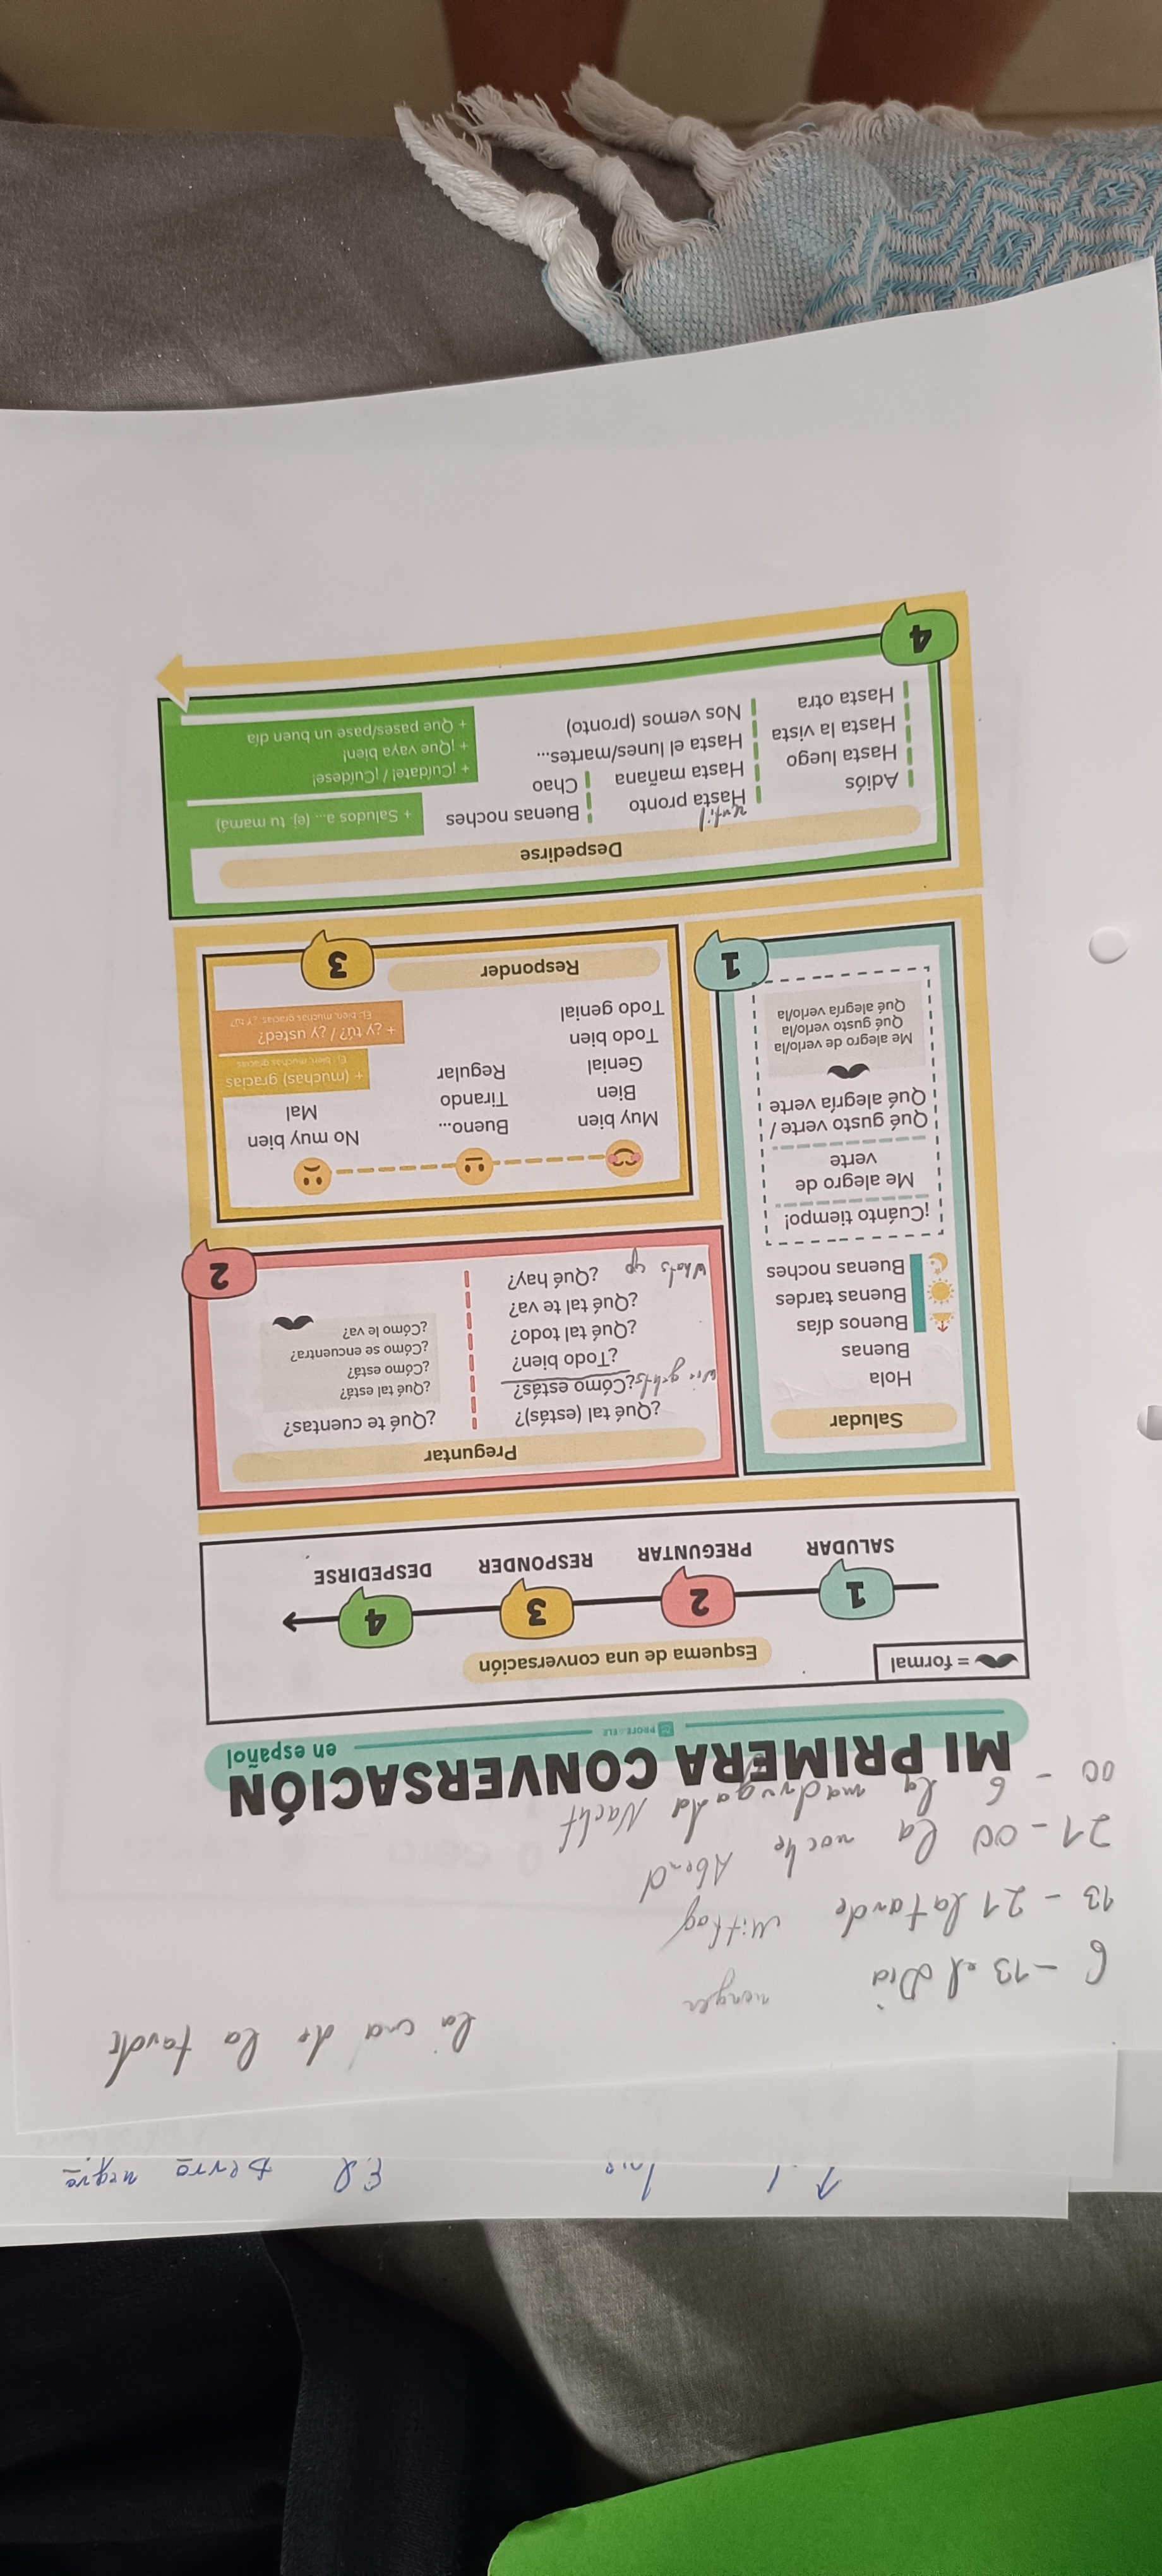 El perro negro
la una de la tarde
6 - 13 el Dia
13 - 21 la tarde Mittag
21 - 00 la noche Abend
00 - 6 la madrugada Nacht
MI PRIMERA CONVERSACIÓN
PROFE ELE
en español
= formal
Esquema de una conversación
1 2 3 4
SALUDAR PREGUNTAR RESPONDER DESPEDIRSE
Saludar
Hola
Buenas
Buenos días
Buenas tardes
Buenas noches
¡Cuánto tiempo!
Me alegro de
verte
Qué gusto verte /
Qué alegría verte
Me alegro de verlo/la
Qué gusto verlo/la
Qué alegría verlo/la
1
Preguntar
¿Qué tal (estás)?
wie geht's ¿Cómo estás?
¿Todo bien?
¿Qué tal todo?
¿Qué tal te va?
Whats up ¿Qué hay?
¿Qué te cuentas?
¿Qué tal está?
¿Cómo está?
¿Cómo se encuentra?
¿Cómo le va?
2
Muy bien
Bien
Genial
Todo bien
Todo genial
Bueno...
Tirando
Regular
No muy bien
Mal
+ (muchas) gracias
Ej.: bien, muchas gracias
+ ¿y tú? / ¿y usted?
Ej.: bien, muchas gracias, ¿Y tú?
Responder
3
Despedirse
Adiós
Hasta luego
Hasta la vista
Hasta otra
until
Hasta pronto
Hasta mañana
Hasta el lunes/martes...
Nos vemos (pronto)
Buenas noches
Chao
+ Saludos a... (ej. tu mamá)
+ ¡Cuídate! / ¡Cuídese!
+ ¡Que vaya bien!
+ Que pases/pase un buen día
4